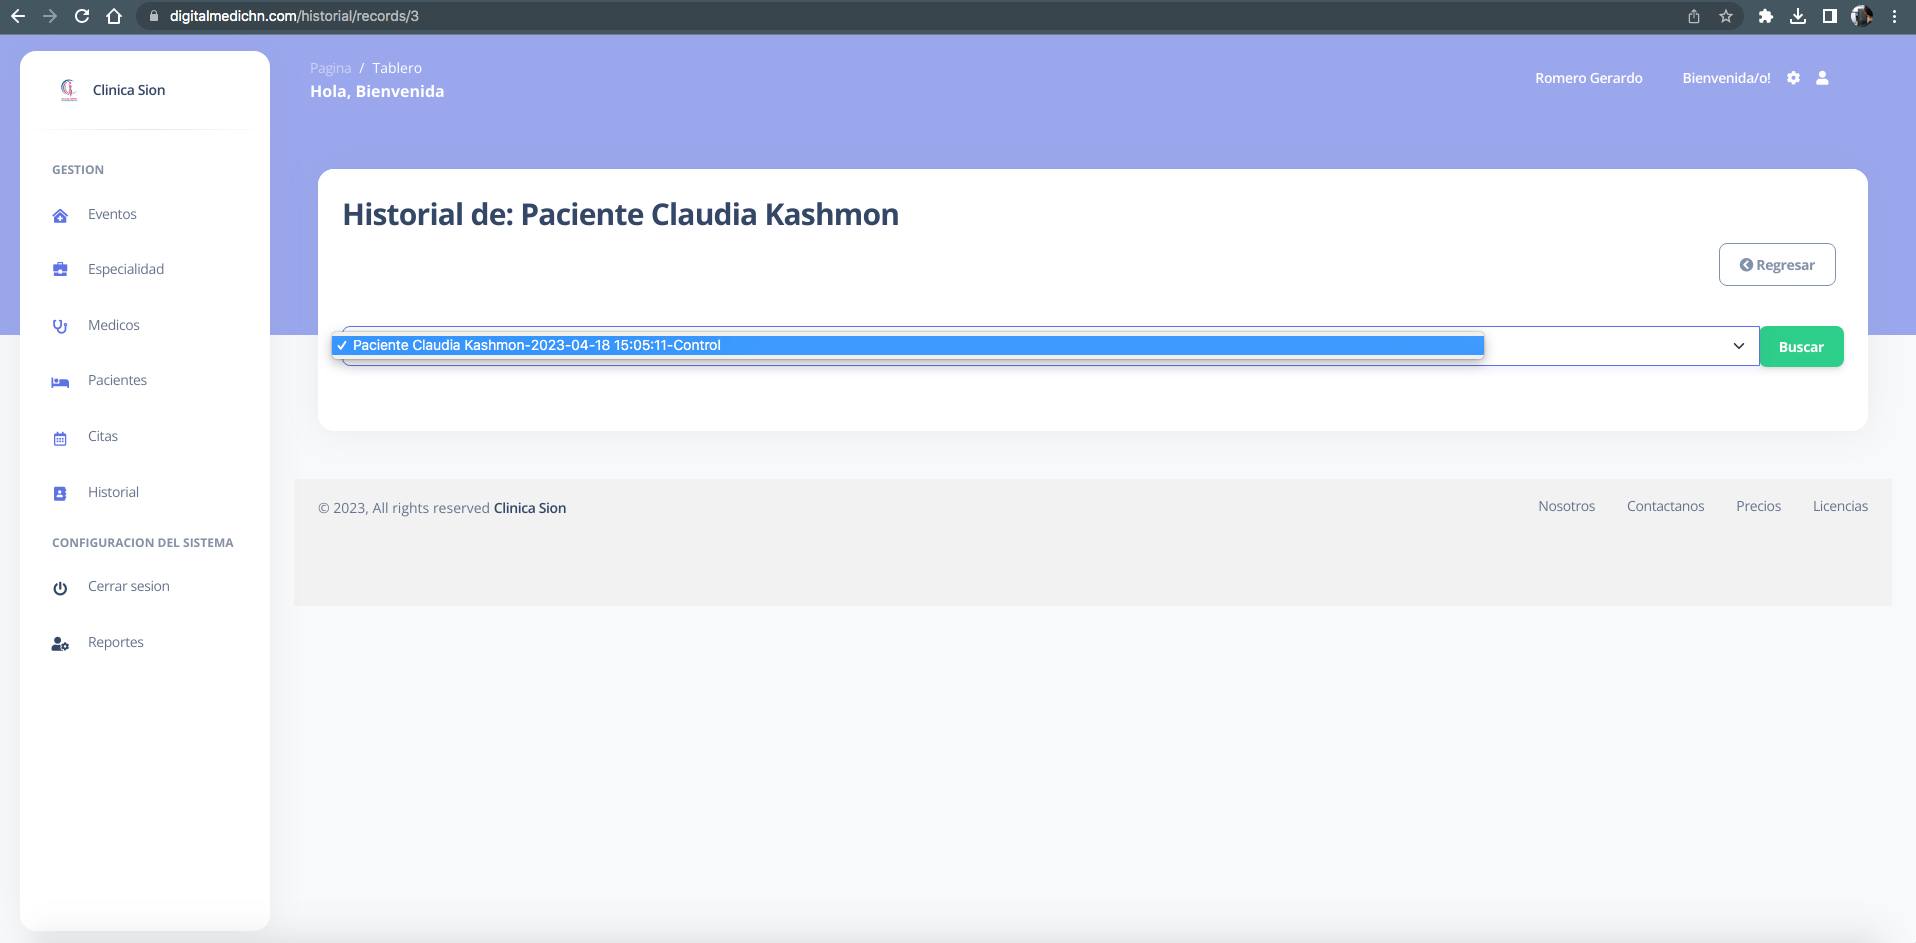 digitalmedichn.com/historial/records/3
Clinica Sion
GESTION
Eventos
Especialidad
Medicos
Pacientes
Citas
Historial
CONFIGURACION DEL SISTEMA
Cerrar sesion
Reportes
Pagina / Tablero
Hola, Bienvenida
Romero Gerardo Bienvenida/o!
Historial de: Paciente Claudia Kashmon
Regresar
✓ Paciente Claudia Kashmon-2023-04-18 15:05:11-Control
Buscar
© 2023, All rights reserved Clinica Sion
Nosotros Contactanos Precios Licencias